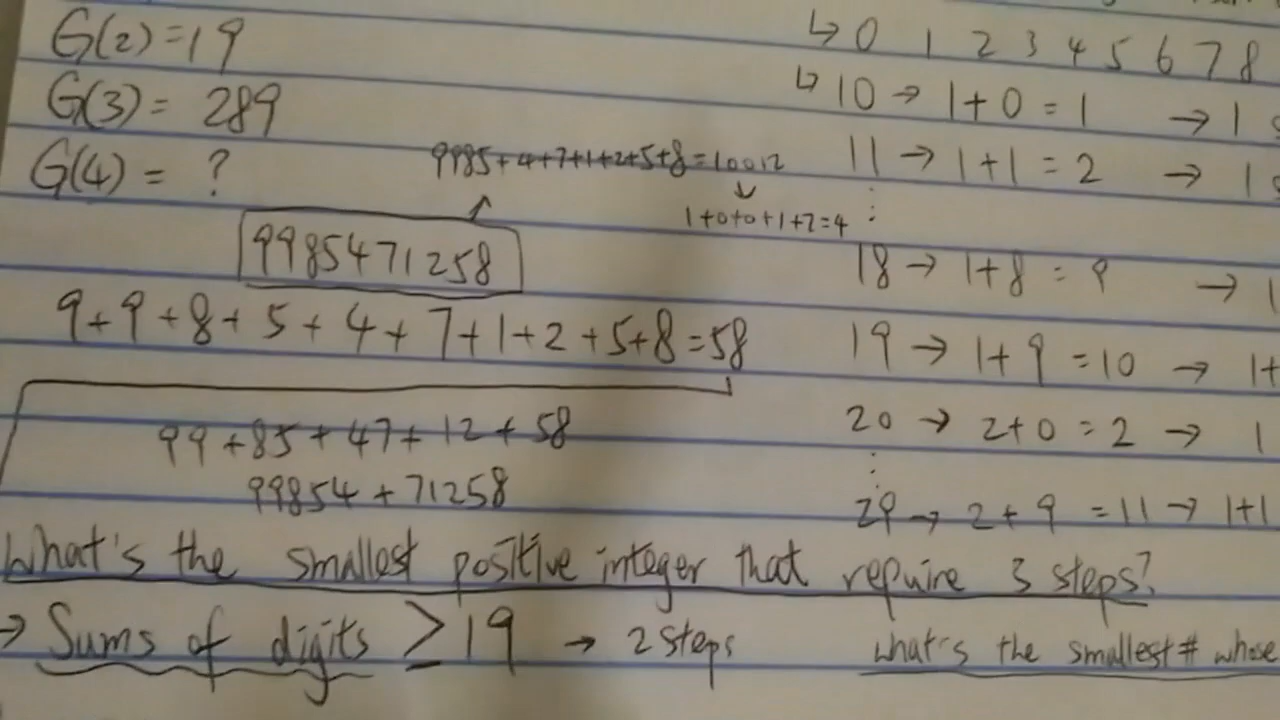 G(2)=19
G(3)= 289
G(4) = ?
9985+4+7+1+2+5+8=10012
1+0+0+1+2=4
9985471258
9+9+8+5+4+7+1+2+5+8=58
99+85+47+12+58
99854+71258
↳ 0 1 2 3 4 5 6 7 8
↳ 10 → 1+0=1 → 1
11 → 1+1=2 → 1
⋮
18 → 1+8=9 → 1
19 → 1+9=10 → 1+
20 → 2+0=2 → 1
⋮
29 → 2+9=11 → 1+1
What's the smallest positive integer that require 3 steps?
→ Sums of digits ≥19 → 2 steps
what's the smallest # whose